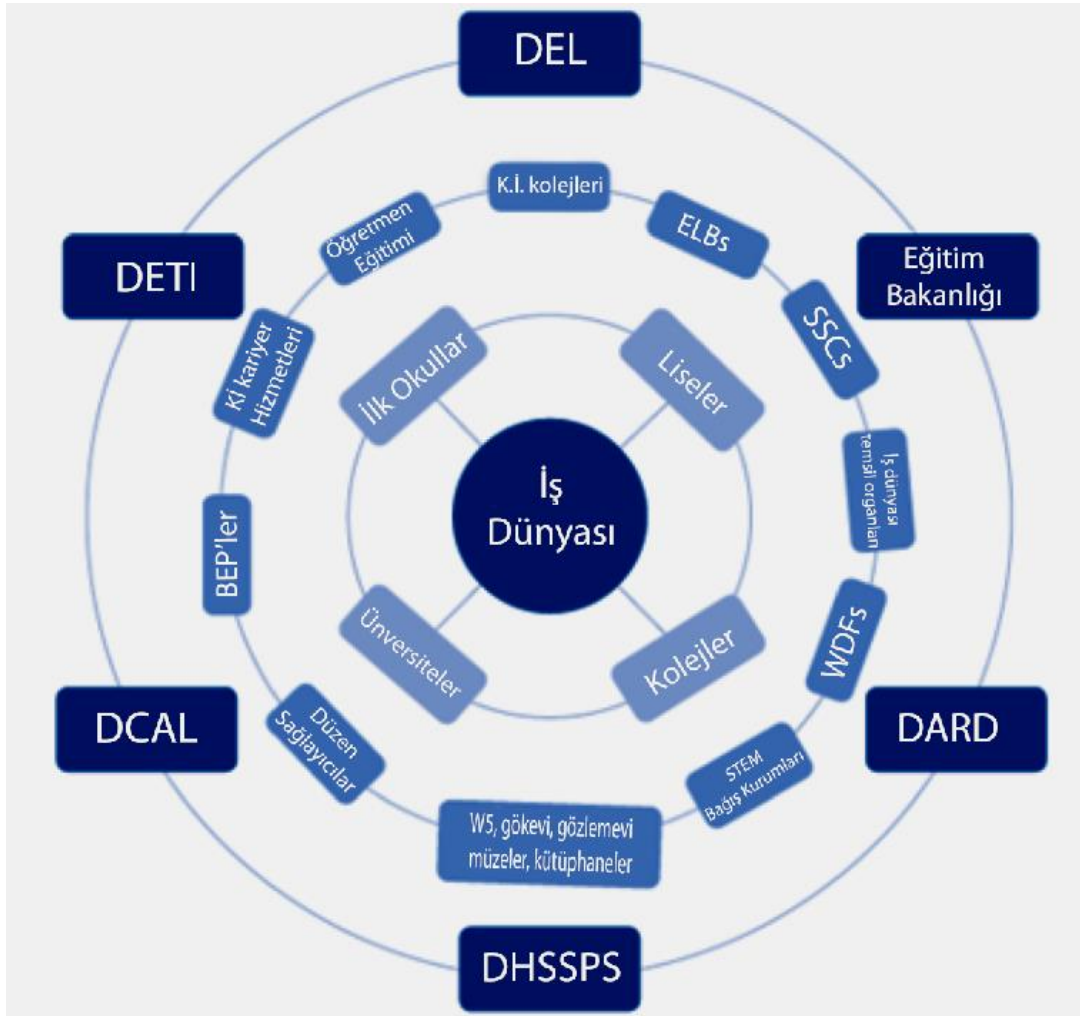 DEL
K.İ. kolejleri
Öğretmen
Eğitimi
ELBs
DETI
Eğitim
Bakanlığı
Kİ kariyer
Hizmetleri
SSCs
İlk Okullar
Liseler
İş dünyası
temsil organları
İş
Dünyası
BEP'ler
WDFs
Ünversiteler
Kolejler
DCAL
Düzen
Sağlayıcılar
DARD
STEM
Bağış Kurumları
W5, gökevi, gözlemevi
müzeler, kütüphaneler
DHSSPS